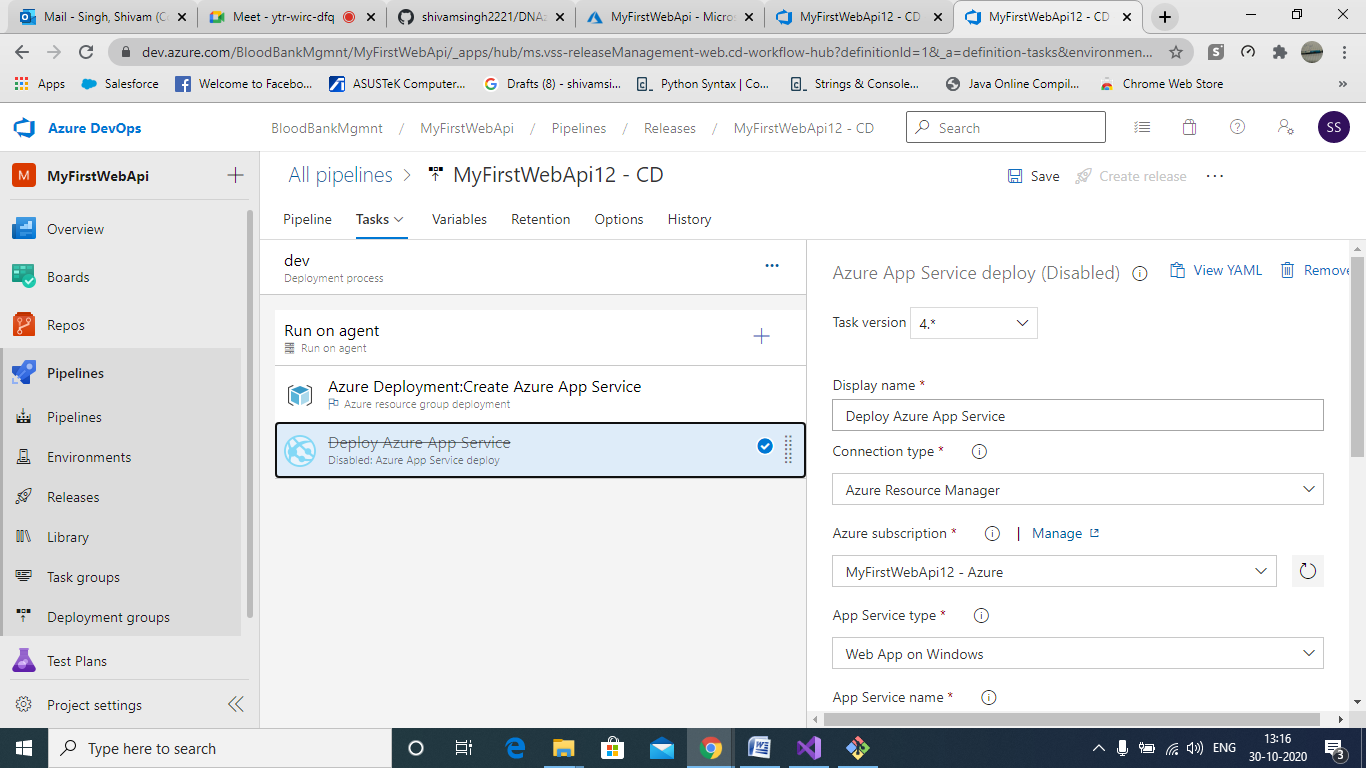 Mail - Singh, Shivam (C
Meet - ytr-wirc-dfq
shivamsingh2221/DNA
MyFirstWebApi - Micros
MyFirstWebApi12 - CD
MyFirstWebApi12 - CD
dev.azure.com/BloodBankMgmnt/MyFirstWebApi/_apps/hub/ms.vss-releaseManagement-web.cd-workflow-hub?definitionId=1&_a=definition-tasks&environmen...
Apps
Salesforce
Welcome to Facebo...
ASUSTeK Computer...
Drafts (8) - shivamsi...
Python Syntax | Co...
Strings & Console...
Java Online Compil...
Chrome Web Store
Azure DevOps
BloodBankMgmnt / MyFirstWebApi / Pipelines / Releases / MyFirstWebApi12 - CD
Search
SS
M MyFirstWebApi
Overview
Boards
Repos
Pipelines
Pipelines
Environments
Releases
Library
Task groups
Deployment groups
Test Plans
Project settings
All pipelines > MyFirstWebApi12 - CD
Save
Create release
Pipeline
Tasks
Variables
Retention
Options
History
dev
Deployment process
Run on agent
Run on agent
Azure Deployment:Create Azure App Service
Azure resource group deployment
Deploy Azure App Service
Disabled: Azure App Service deploy
Azure App Service deploy (Disabled)
View YAML
Remove
Task version 4.*
Display name *
Deploy Azure App Service
Connection type *
Azure Resource Manager
Azure subscription * | Manage
MyFirstWebApi12 - Azure
App Service type *
Web App on Windows
App Service name *
Type here to search
ENG
13:16
30-10-2020
3